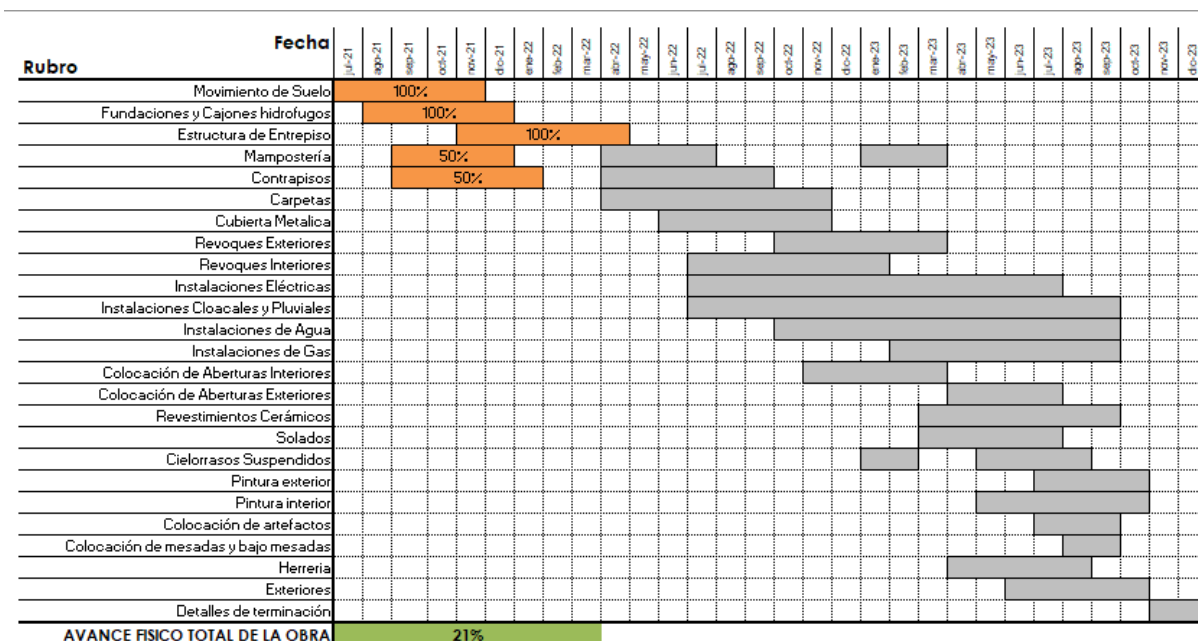 Fecha
Rubro jul-21 ago-21 sep-21 oct-21 nov-21 dic-21 ene-22 feb-22 mar-22 abr-22 may-22 jun-22 jul-22 ago-22 sep-22 oct-22 nov-22 dic-22 ene-23 feb-23 mar-23 abr-23 may-23 jun-23 jul-23 ago-23 sep-23 oct-23 nov-23 dic-23
Movimiento de Suelo 100%
Fundaciones y Cajones hidrofugos 100%
Estructura de Entrepiso 100%
Mampostería 50%
Contrapisos 50%
Carpetas
Cubierta Metalica
Revoques Exteriores
Revoques Interiores
Instalaciones Eléctricas
Instalaciones Cloacales y Pluviales
Instalaciones de Agua
Instalaciones de Gas
Colocación de Aberturas Interiores
Colocación de Aberturas Exteriores
Revestimientos Cerámicos
Solados
Cielorrasos Suspendidos
Pintura exterior
Pintura interior
Colocación de artefactos
Colocación de mesadas y bajo mesadas
Herreria
Exteriores
Detalles de terminación
AVANCE FISICO TOTAL DE LA OBRA 21%